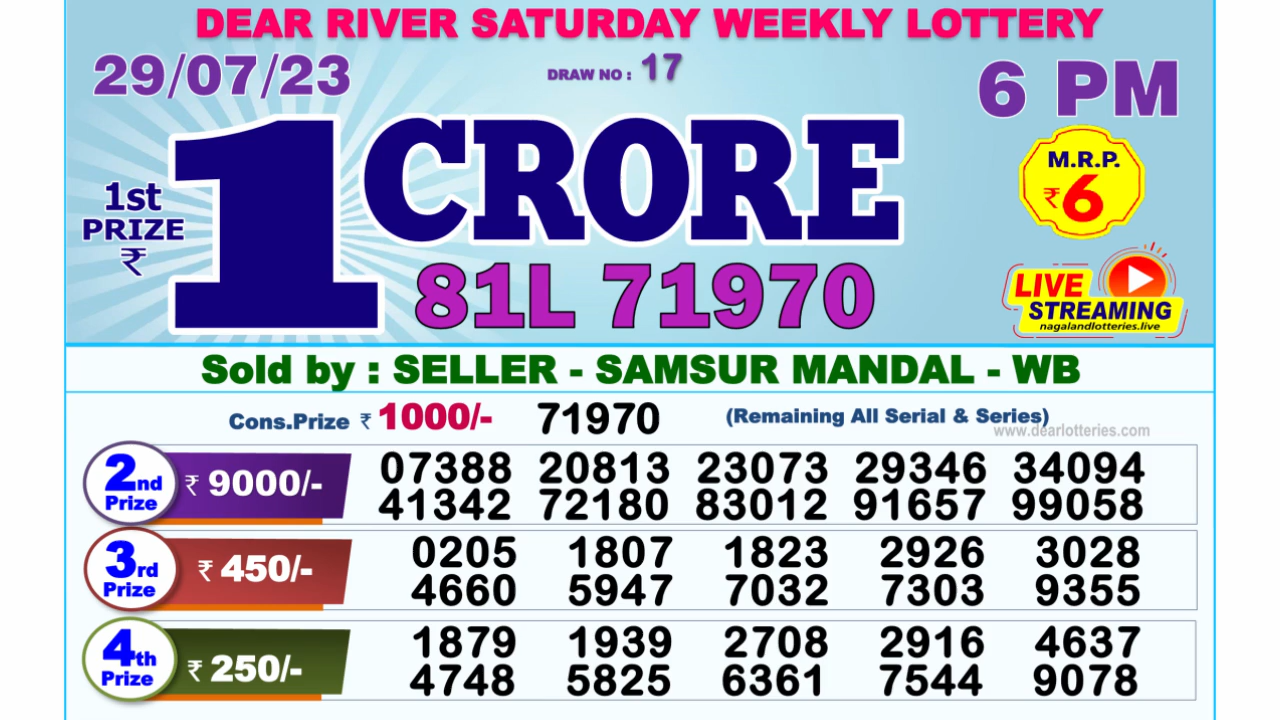 DEAR RIVER SATURDAY WEEKLY LOTTERY
29/07/23
DRAW NO : 17
6 PM
1st
PRIZE
₹
1 CRORE
81L 71970
M.R.P.
₹6
LIVE
STREAMING
nagalandlotteries.live
Sold by : SELLER - SAMSUR MANDAL - WB
Cons.Prize ₹ 1000/- 71970 (Remaining All Serial & Series)
www.dearlotteries.com
2nd Prize ₹ 9000/-
07388 20813 23073 29346 34094
41342 72180 83012 91657 99058
3rd Prize ₹ 450/-
0205 1807 1823 2926 3028
4660 5947 7032 7303 9355
4th Prize ₹ 250/-
1879 1939 2708 2916 4637
4748 5825 6361 7544 9078